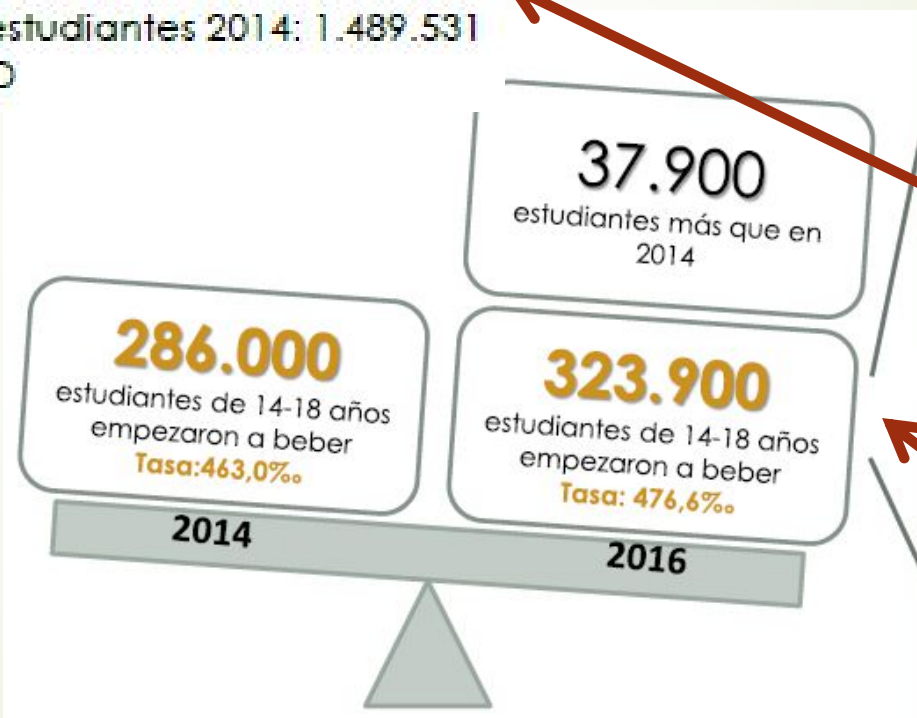 estudiantes 2014: 1.489.531
37.900
estudiantes más que en
2014
286.000
estudiantes de 14-18 años
empezaron a beber
Tasa:463,0‰
323.900
estudiantes de 14-18 años
empezaron a beber
Tasa: 476,6‰
2014
2016